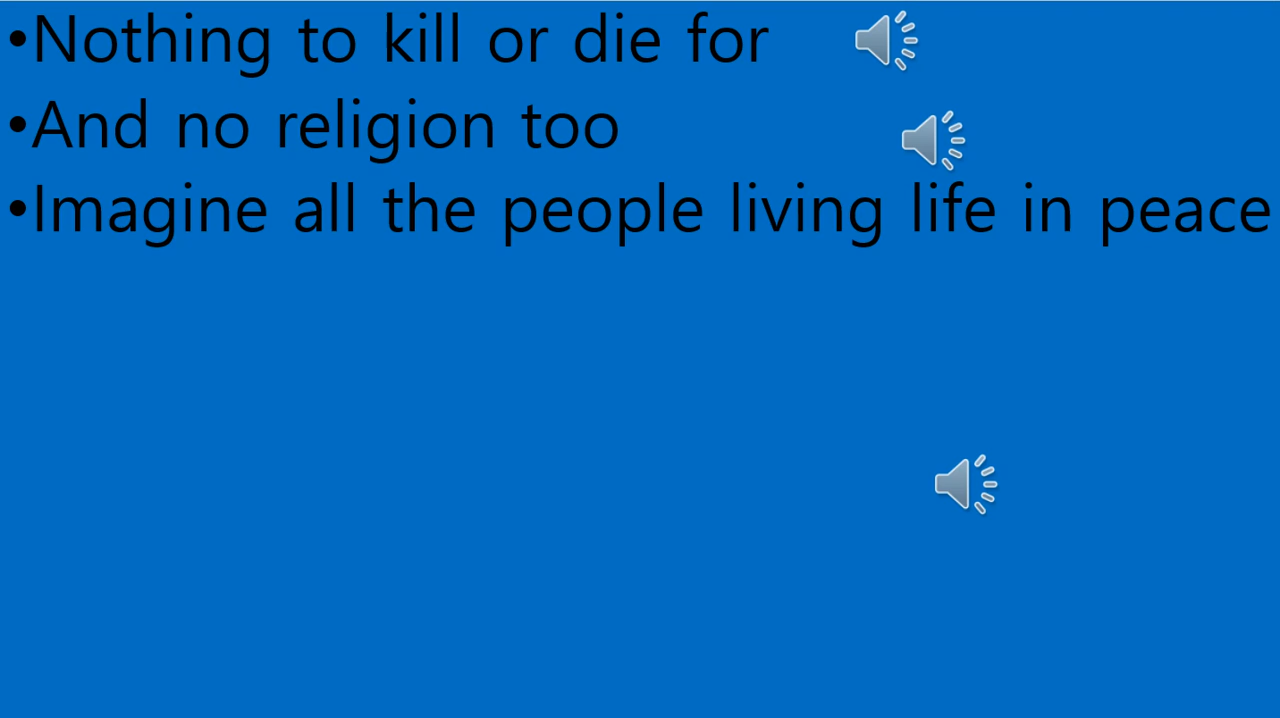 •Nothing to kill or die for
•And no religion too
•Imagine all the people living life in peace